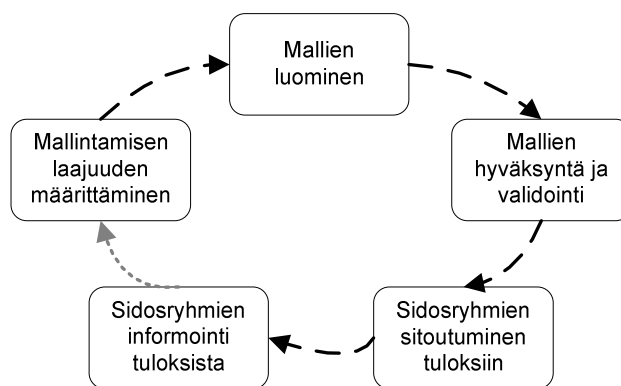 Mallien
luominen
Mallintamisen
laajuuden
määrittäminen
Mallien
hyväksyntä ja
validointi
Sidosryhmien
informointi
tuloksista
Sidosryhmien
sitoutuminen
tuloksiin